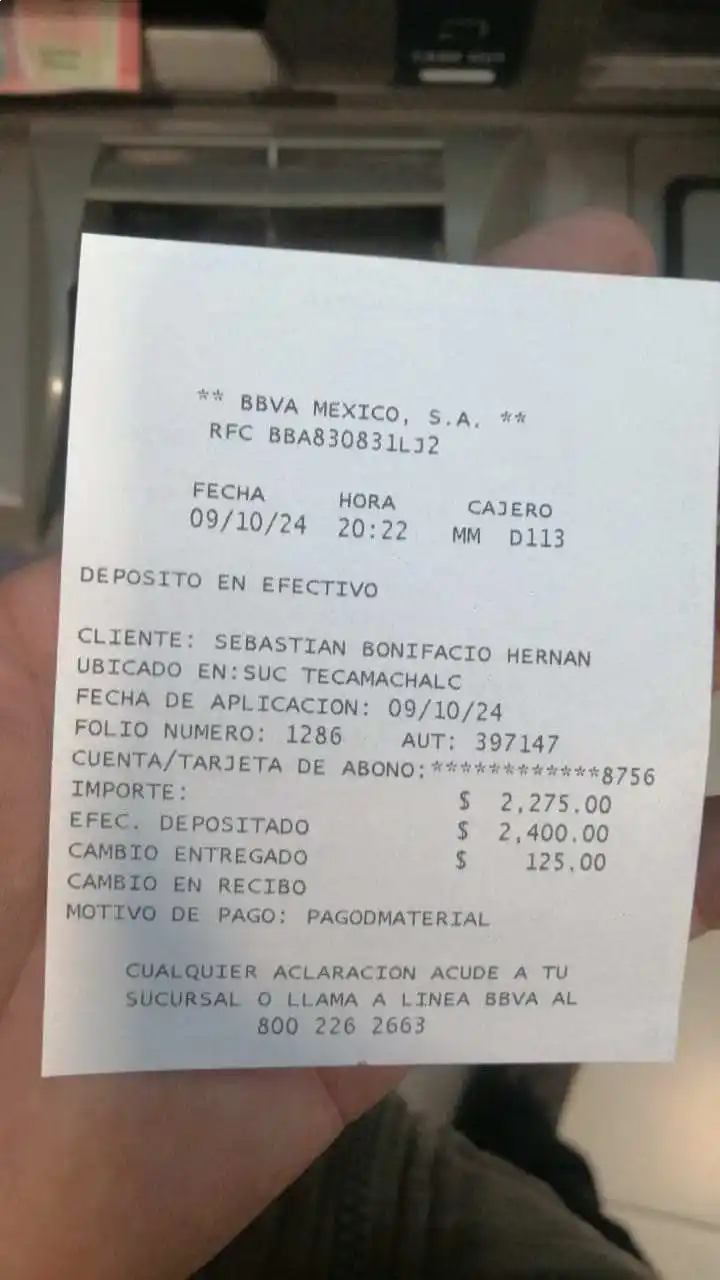 ** BBVA MEXICO, S.A. **
RFC BBA830831LJ2
FECHA HORA CAJERO
09/10/24 20:22 MM D113
DEPOSITO EN EFECTIVO
CLIENTE: SEBASTIAN BONIFACIO HERNAN
UBICADO EN:SUC TECAMACHALC
FECHA DE APLICACION: 09/10/24
FOLIO NUMERO: 1286 AUT: 397147
CUENTA/TARJETA DE ABONO:************8756
IMPORTE: $ 2,275.00
EFEC. DEPOSITADO $ 2,400.00
CAMBIO ENTREGADO $ 125.00
CAMBIO EN RECIBO
MOTIVO DE PAGO: PAGODMATERIAL
CUALQUIER ACLARACION ACUDE A TU
SUCURSAL O LLAMA A LINEA BBVA AL
800 226 2663